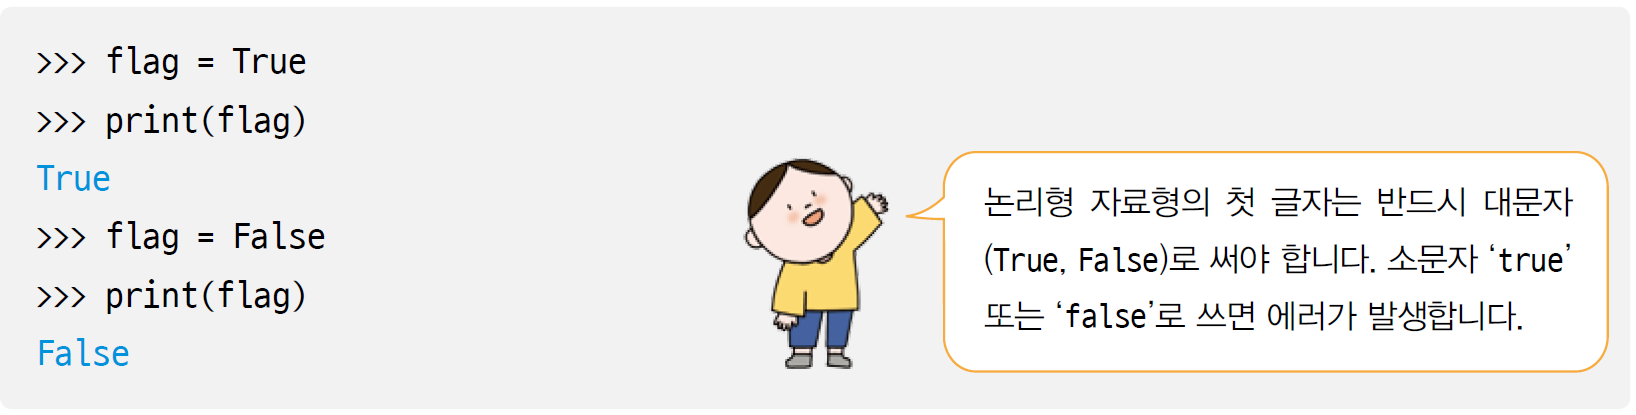 >>> flag = True
>>> print(flag)
True
>>> flag = False
>>> print(flag)
False
논리형 자료형의 첫 글자는 반드시 대문자
(True, False)로 써야 합니다. 소문자 ‘true’
또는 ‘false’로 쓰면 에러가 발생합니다.